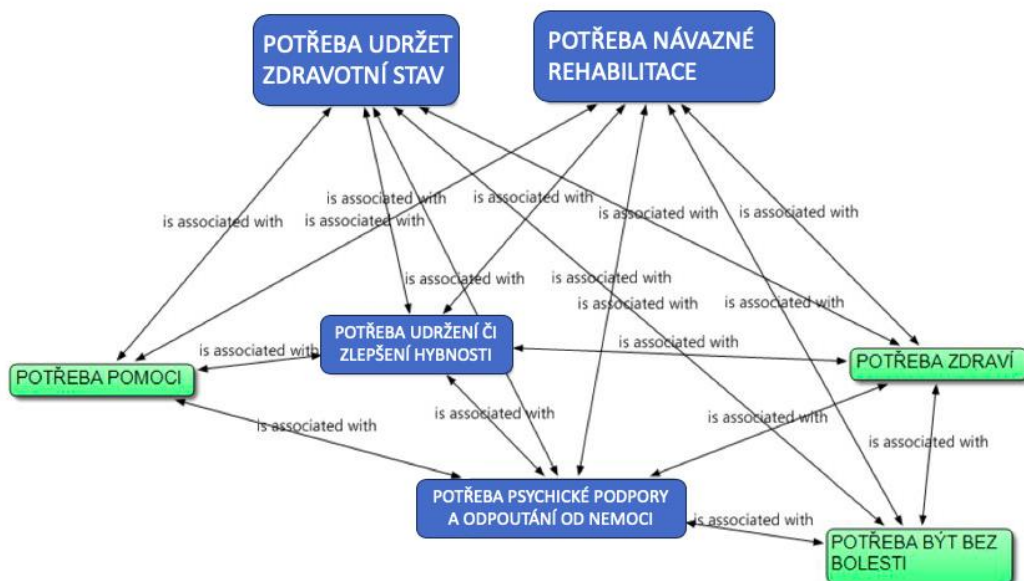 POTŘEBA UDRŽET
ZDRAVOTNÍ STAV
POTŘEBA NÁVAZNÉ
REHABILITACE
is associated with
is associated with
is associated with
is associated with
is associated with
is associated with
is associated with
is associated with
is associated with
is associated with
POTŘEBA UDRŽENÍ ČI
ZLEPŠENÍ HYBNOSTI
is associated with
is associated with
POTŘEBA POMOCI
POTŘEBA ZDRAVÍ
is associated with
is associated with
is associated with
is associated with
POTŘEBA PSYCHICKÉ PODPORY
A ODPOUTÁNÍ OD NEMOCI
is associated with
POTŘEBA BÝT BEZ
BOLESTI